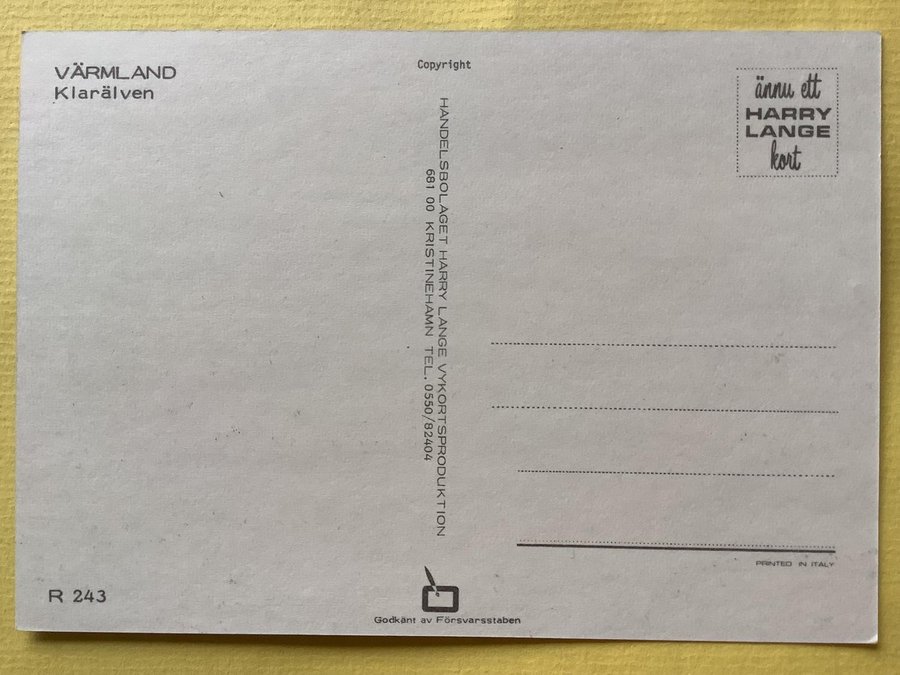 VÄRMLAND
Klarälven
Copyright
HANDELSBOLAGET HARRY LANGE VYKORTSPRODUKTION
681 00 KRISTINEHAMN TEL. 0550/82404
ännu ett
HARRY
LANGE
kort
PRINTED IN ITALY
R 243
Godkänt av Försvarsstaben